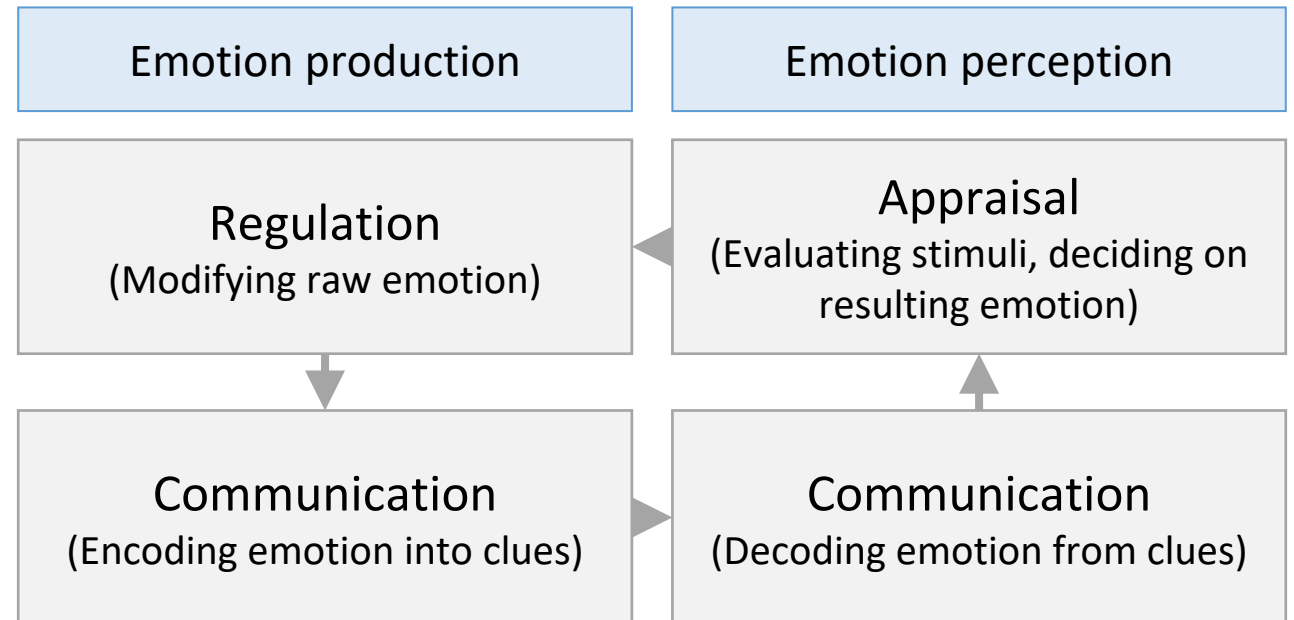 Emotion production
Emotion perception
Regulation
(Modifying raw emotion)
Appraisal
(Evaluating stimuli, deciding on
resulting emotion)
Communication
(Encoding emotion into clues)
Communication
(Decoding emotion from clues)